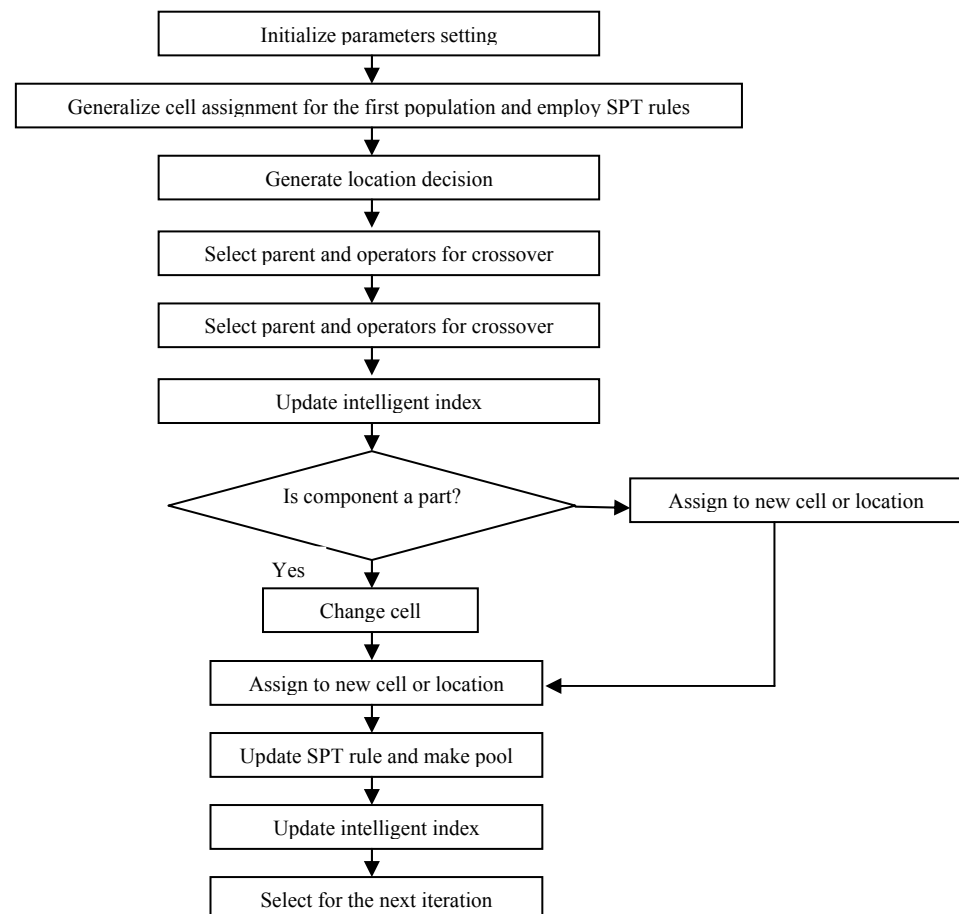 Initialize parameters setting
Generalize cell assignment for the first population and employ SPT rules
Generate location decision
Select parent and operators for crossover
Select parent and operators for crossover
Update intelligent index
Is component a part?
Assign to new cell or location
Yes
Change cell
Assign to new cell or location
Update SPT rule and make pool
Update intelligent index
Select for the next iteration